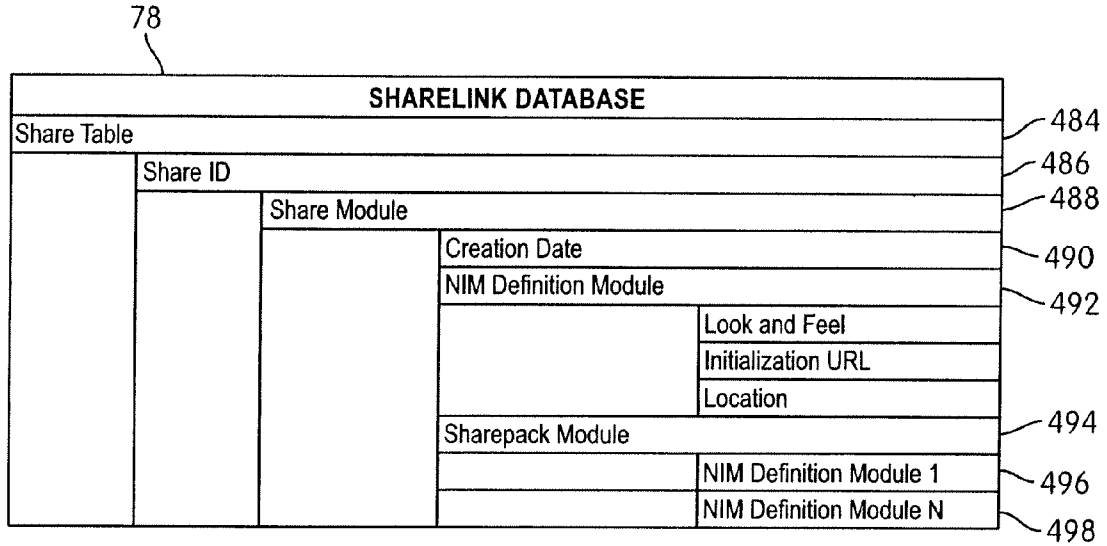 78
SHARELINK DATABASE
Share Table
484
Share ID
486
Share Module
488
Creation Date
490
NIM Definition Module
492
Look and Feel
Initialization URL
Location
Sharepack Module
494
NIM Definition Module 1
496
NIM Definition Module N
498